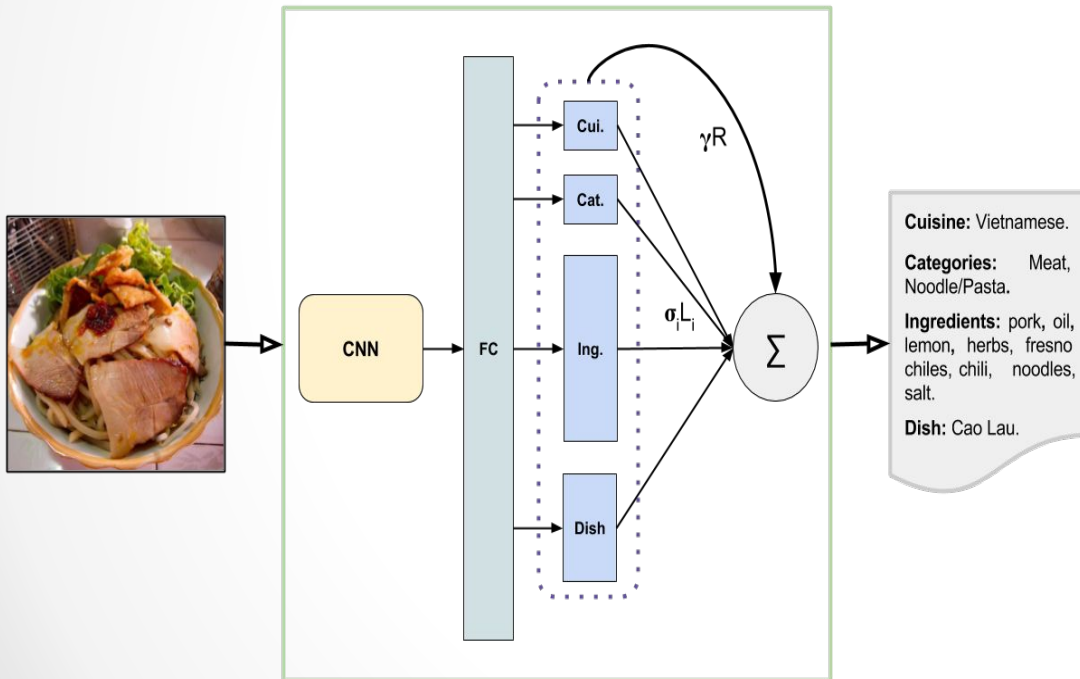 CNN
FC
Cui.
Cat.
Ing.
Dish
γR
σᵢLᵢ
∑
Cuisine: Vietnamese.
Categories: Meat,
Noodle/Pasta.
Ingredients: pork, oil,
lemon, herbs, fresno
chiles, chili, noodles,
salt.
Dish: Cao Lau.